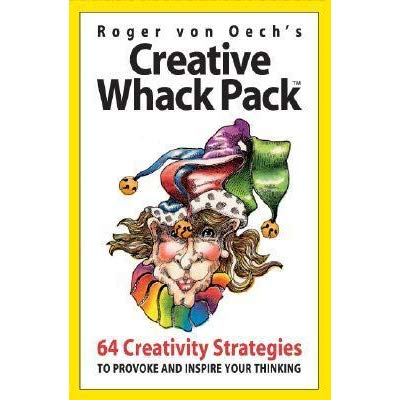 Roger von Oech's
Creative
Whack Pack™
64 Creativity Strategies
TO PROVOKE AND INSPIRE YOUR THINKING